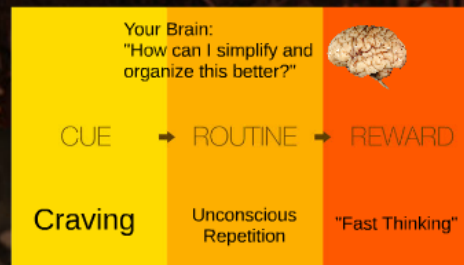 Your Brain:
"How can I simplify and
organize this better?"
CUE ➡ ROUTINE ➡ REWARD
Craving
Unconscious
Repetition
"Fast Thinking"